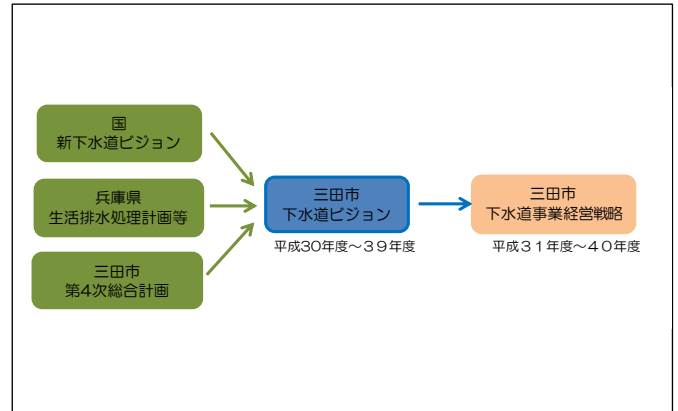 国
新下水道ビジョン
兵庫県
生活排水処理計画等
三田市
第4次総合計画
三田市
下水道ビジョン
平成30年度～３９年度
三田市
下水道事業経営戦略
平成３１年度～４０年度